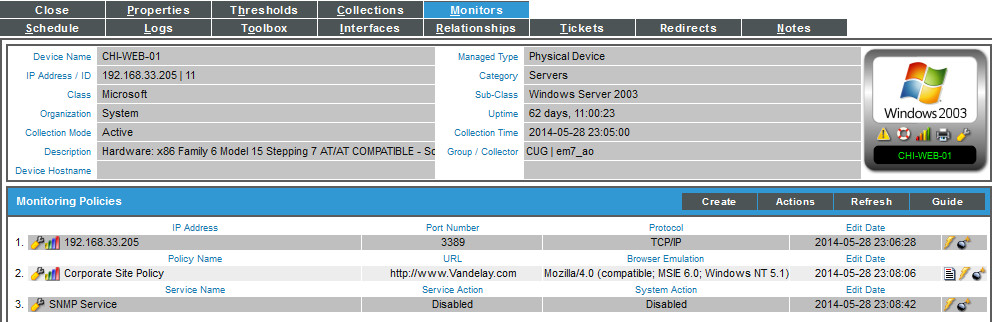 Close Properties Thresholds Collections Monitors
Schedule Logs Toolbox Interfaces Relationships Tickets Redirects Notes
Device Name CHI-WEB-01 Managed Type Physical Device
IP Address / ID 192.168.33.205 | 11 Category Servers
Class Microsoft Sub-Class Windows Server 2003
Organization System Uptime 62 days, 11:00:23
Collection Mode Active Collection Time 2014-05-28 23:05:00
Description Hardware: x86 Family 6 Model 15 Stepping 7 AT/AT COMPATIBLE - Sc Group / Collector CUG | em7_ao
Device Hostname
Windows 2003
CHI-WEB-01
Monitoring Policies Create Actions Refresh Guide
IP Address Port Number Protocol Edit Date
1. 192.168.33.205 3389 TCP/IP 2014-05-28 23:06:28
Policy Name URL Browser Emulation Edit Date
2. Corporate Site Policy http://www.Vandelay.com Mozilla/4.0 (compatible; MSIE 6.0; Windows NT 5.1) 2014-05-28 23:08:06
Service Name Service Action System Action Edit Date
3. SNMP Service Disabled Disabled 2014-05-28 23:08:42